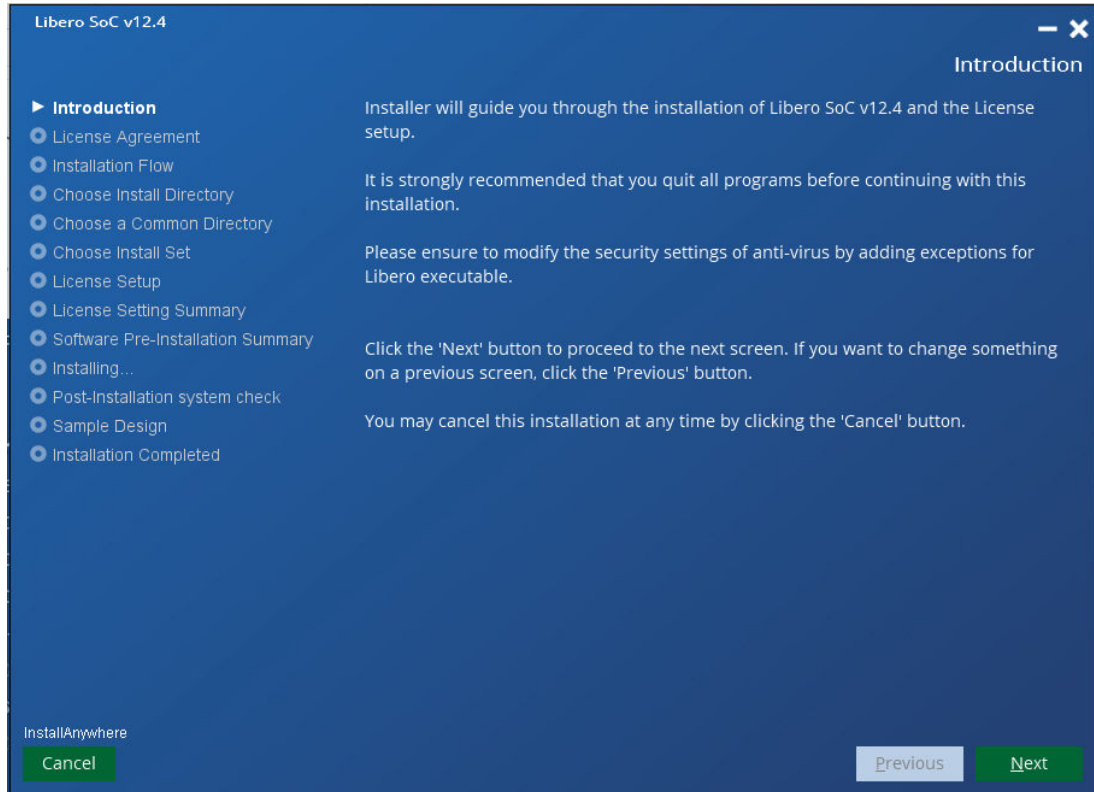 Libero SoC v12.4
Introduction
Introduction
License Agreement
Installation Flow
Choose Install Directory
Choose a Common Directory
Choose Install Set
License Setup
License Setting Summary
Software Pre-Installation Summary
Installing...
Post-Installation system check
Sample Design
Installation Completed
Installer will guide you through the installation of Libero SoC v12.4 and the License
setup.
It is strongly recommended that you quit all programs before continuing with this
installation.
Please ensure to modify the security settings of anti-virus by adding exceptions for
Libero executable.
Click the 'Next' button to proceed to the next screen. If you want to change something
on a previous screen, click the 'Previous' button.
You may cancel this installation at any time by clicking the 'Cancel' button.
InstallAnywhere
Cancel
Previous
Next